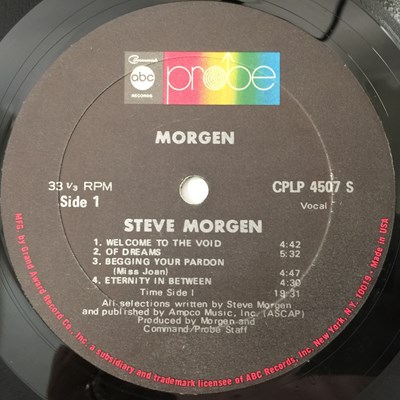 Command
abc
RECORDS
probe
MORGEN
33 1/3 RPM
Side 1
CPLP 4507 S
Vocal
STEVE MORGEN
1. WELCOME TO THE VOID 4:42
2. OF DREAMS 5:32
3. BEGGING YOUR PARDON
(Miss Joan) 4:47
4. ETERNITY IN BETWEEN 4:30
Time Side I 19:31
All selections written by Steve Morgen
and published by Ampco Music, Inc. (ASCAP)
Produced by Morgen and
Command/Probe Staff
MFG. by Grand Award Record Co., Inc. a subsidiary and trademark licensee of ABC Records, Inc. New York, N.Y. 10019. Made in USA